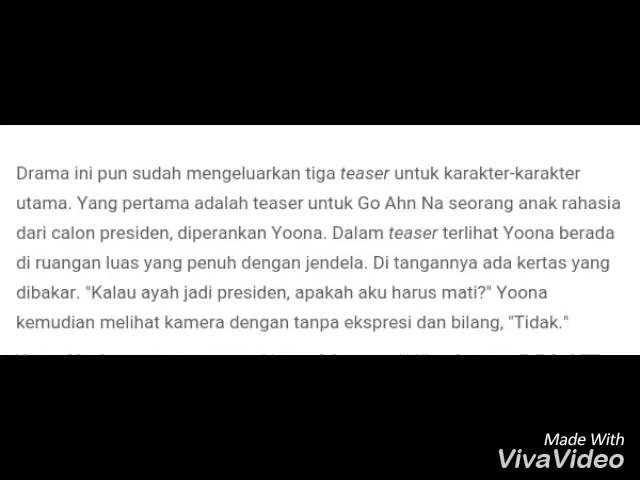 Drama ini pun sudah mengeluarkan tiga teaser untuk karakter-karakter
utama. Yang pertama adalah teaser untuk Go Ahn Na seorang anak rahasia
dari calon presiden, diperankan Yoona. Dalam teaser terlihat Yoona berada
di ruangan luas yang penuh dengan jendela. Di tangannya ada kertas yang
dibakar. "Kalau ayah jadi presiden, apakah aku harus mati?" Yoona
kemudian melihat kamera dengan tanpa ekspresi dan bilang, "Tidak."
Made With
VivaVideo